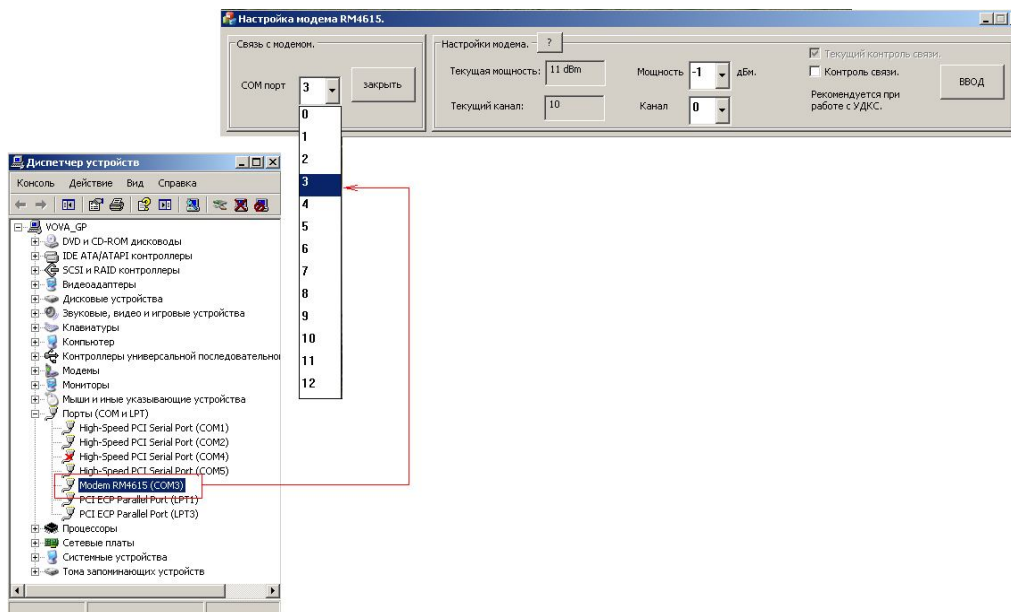 Настройка модема RM4615.
Связь с модемом.
COM порт 3 закрыть
Настройки модема. ?
Текущая мощность: 11 dBm Мощность -1 дБм.
Текущий канал: 10 Канал 0
Текущий контроль связи.
Контроль связи.
Рекомендуется при
работе с УДКС.
ВВОД
0
1
2
3
4
5
6
7
8
9
10
11
12
Диспетчер устройств
Консоль Действие Вид Справка
VOVA_GP
DVD и CD-ROM дисководы
IDE ATA/ATAPI контроллеры
SCSI и RAID контроллеры
Видеоадаптеры
Дисковые устройства
Звуковые, видео и игровые устройства
Клавиатуры
Компьютер
Контроллеры универсальной последовательно
Модемы
Мониторы
Мыши и иные указывающие устройства
Порты (COM и LPT)
High-Speed PCI Serial Port (COM1)
High-Speed PCI Serial Port (COM2)
High-Speed PCI Serial Port (COM4)
High-Speed PCI Serial Port (COM5)
Modem RM4615 (COM3)
PCI ECP Parallel Port (LPT1)
PCI ECP Parallel Port (LPT3)
Процессоры
Сетевые платы
Системные устройства
Тома запоминающих устройств